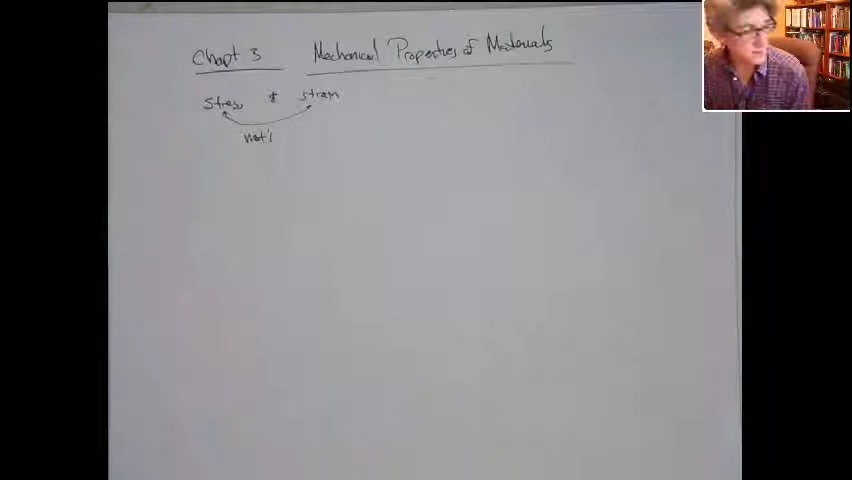 Chapt 3 Mechanical Properties of Materials
Stress & strain
mat'l